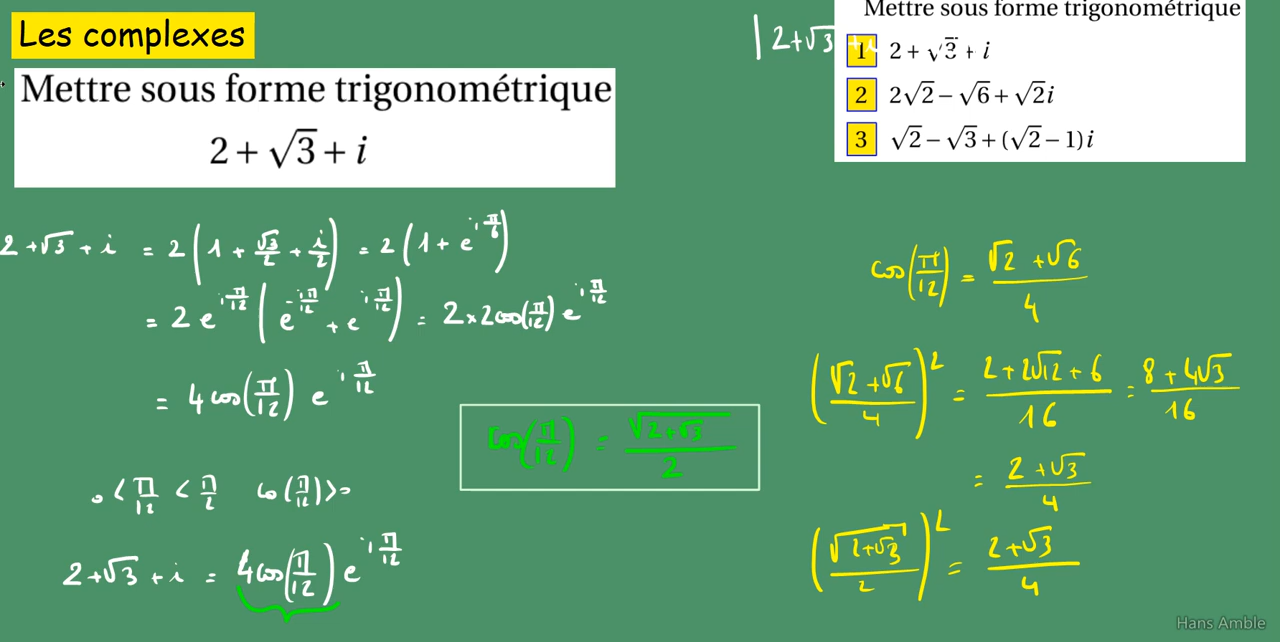 Les complexes
Mettre sous forme trigonométrique
2 + √3 + i
|2+√3 + i
Mettre sous forme trigonométrique
1 2 + √3 + i
2 2√2 − √6 + √2i
3 √2 − √3 + (√2 − 1)i
2+√3 + i = 2(1 + √3/2 + i/2) = 2(1 + e^{iπ/6})
= 2 e^{iπ/12} (e^{-iπ/12} + e^{iπ/12}) = 2×2cos(π/12) e^{iπ/12}
= 4cos(π/12) e^{iπ/12}
0 < π/12 < π/2 cos(π/12)>0
2+√3 + i = 4cos(π/12) e^{iπ/12}
cos(π/12) = √(2+√3)/2
cos(π/12) = (√2 + √6)/4
((√2 + √6)/4)² = (2 + 2√12 + 6)/16 = (8 + 4√3)/16
= (2 + √3)/4
(√(2+√3)/2)² = (2+√3)/4
Hans Amble